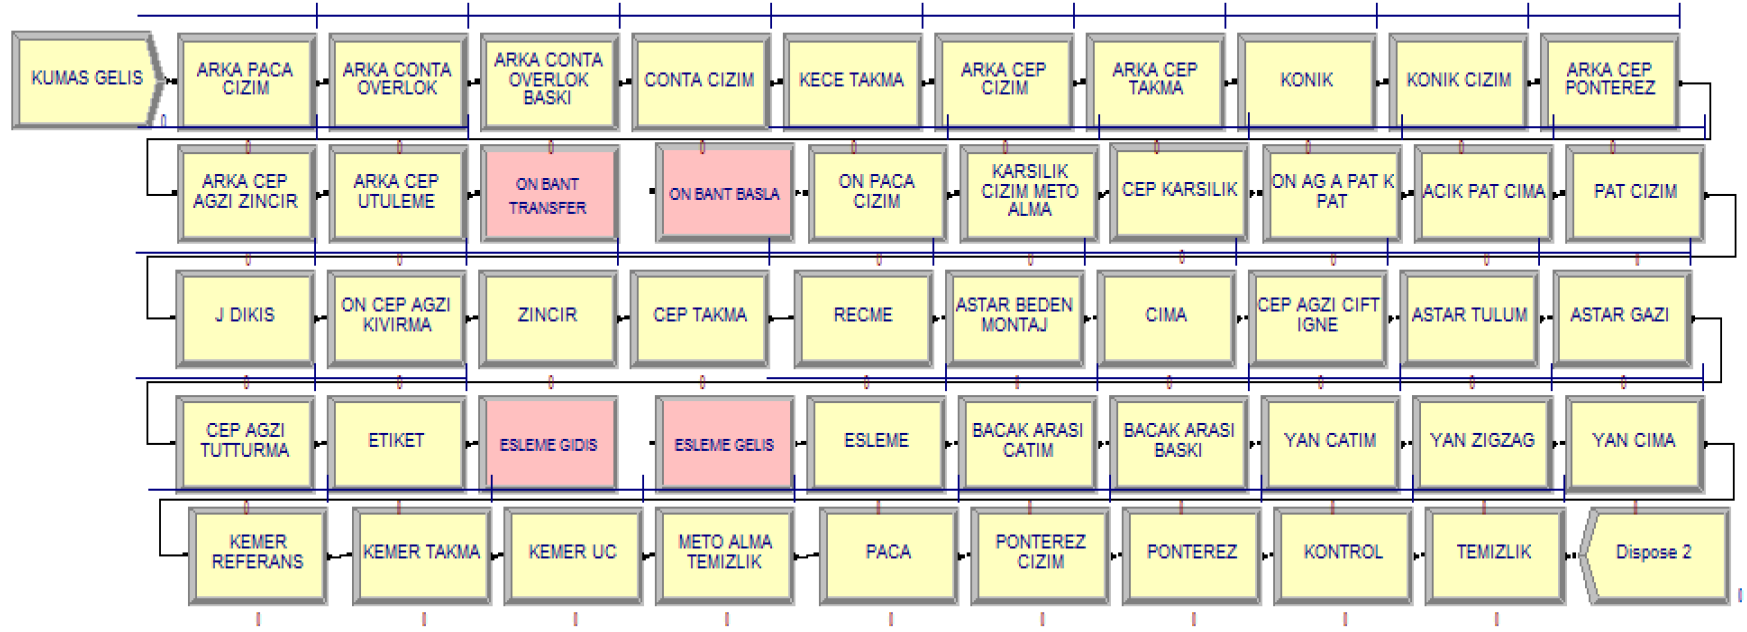 KUMAS GELIS
ARKA PACA
CIZIM
ARKA CONTA
OVERLOK
ARKA CONTA
OVERLOK
BASKI
CONTA CIZIM
KECE TAKMA
ARKA CEP
CIZIM
ARKA CEP
TAKMA
KONIK
KONIK CIZIM
ARKA CEP
PONTEREZ
ARKA CEP
AGZI ZINCIR
ARKA CEP
UTULEME
ON BANT
TRANSFER
ON BANT BASLA
ON PACA
CIZIM
KARSILIK
CIZIM METO
ALMA
CEP KARSILIK
ON AG A PAT K
PAT
ACIK PAT CIMA
PAT CIZIM
J DIKIS
ON CEP AGZI
KIVIRMA
ZINCIR
CEP TAKMA
RECME
ASTAR BEDEN
MONTAJ
CIMA
CEP AGZI CIFT
IGNE
ASTAR TULUM
ASTAR GAZI
CEP AGZI
TUTTURMA
ETIKET
ESLEME GIDIS
ESLEME GELIS
ESLEME
BACAK ARASI
CATIM
BACAK ARASI
BASKI
YAN CATIM
YAN ZIGZAG
YAN CIMA
KEMER
REFERANS
KEMER TAKMA
KEMER UC
METO ALMA
TEMIZLIK
PACA
PONTEREZ
CIZIM
PONTEREZ
KONTROL
TEMIZLIK
Dispose 2